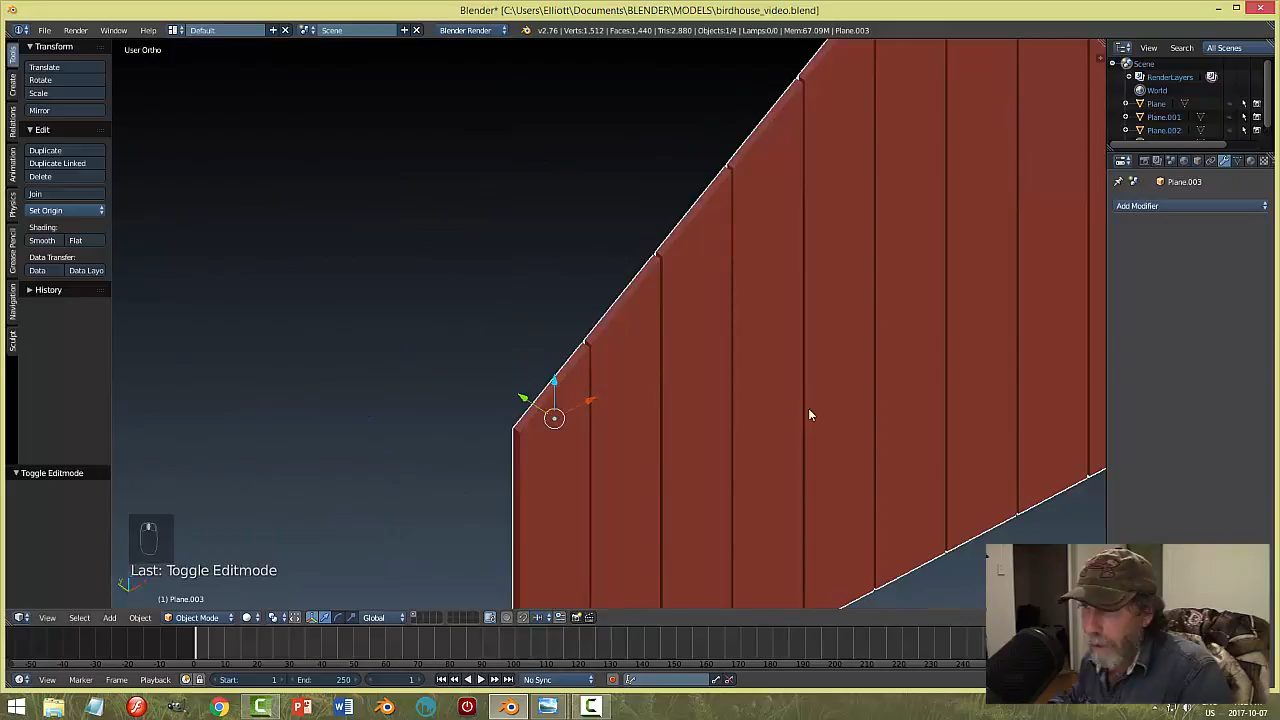 Blender* [C:\Users\Elliott\Documents\BLENDER\MODELS\birdhouse_video.blend]
File Render Window Help Default Scene Blender Render v2.76 | Verts:1,512 | Faces:1,440 | Tris:2,880 | Objects:1/4 | Lamps:0/0 | Mem:67.09M | Plane.003
View Search All Scenes
Transform
User Ortho
Scene
Translate
RenderLayers
Rotate
World
Scale
Plane
Mirror
Plane.001
Edit
Plane.002
Duplicate
Duplicate Linked
Delete
Plane.003
Join
Add Modifier
Set Origin
Shading:
Smooth Flat
Data Transfer:
Data Data Layo
History
Tools
Create
Relations
Animation
Physics
Grease Pencil
Navigation
Sculpt
Toggle Editmode
Last: Toggle Editmode
(1) Plane.003
View Select Add Object Object Mode Global
-50 -40 -30 -20 -10 0 10 20 30 40 50 60 70 80 90 100 110 120 130 140 150 160 170 180 190 200 210 220 230 240
View Marker Frame Playback Start: 1 End: 250 1 No Sync
US
2017-10-07